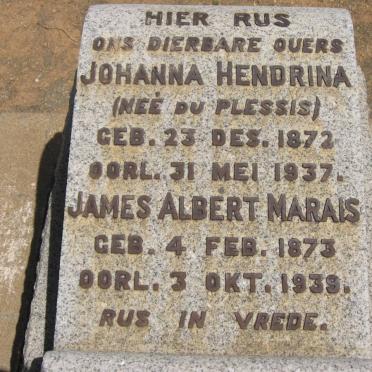 HIER RUS
ONS DIERBARE OUERS
JOHANNA HENDRINA
(NEÈ DU PLESSIS)
GEB. 23 DES. 1872
OORL. 31 MEI 1937.
JAMES ALBERT MARAIS
GEB. 4 FEB. 1873
OORL. 3 OKT. 1939.
RUS IN VREDE.